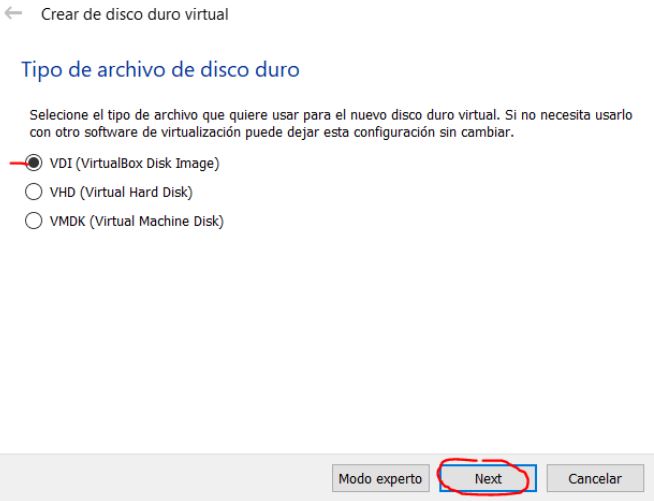 Crear de disco duro virtual
Tipo de archivo de disco duro
Selecione el tipo de archivo que quiere usar para el nuevo disco duro virtual. Si no necesita usarlo
con otro software de virtualización puede dejar esta configuración sin cambiar.
VDI (VirtualBox Disk Image)
VHD (Virtual Hard Disk)
VMDK (Virtual Machine Disk)
Modo experto Next Cancelar